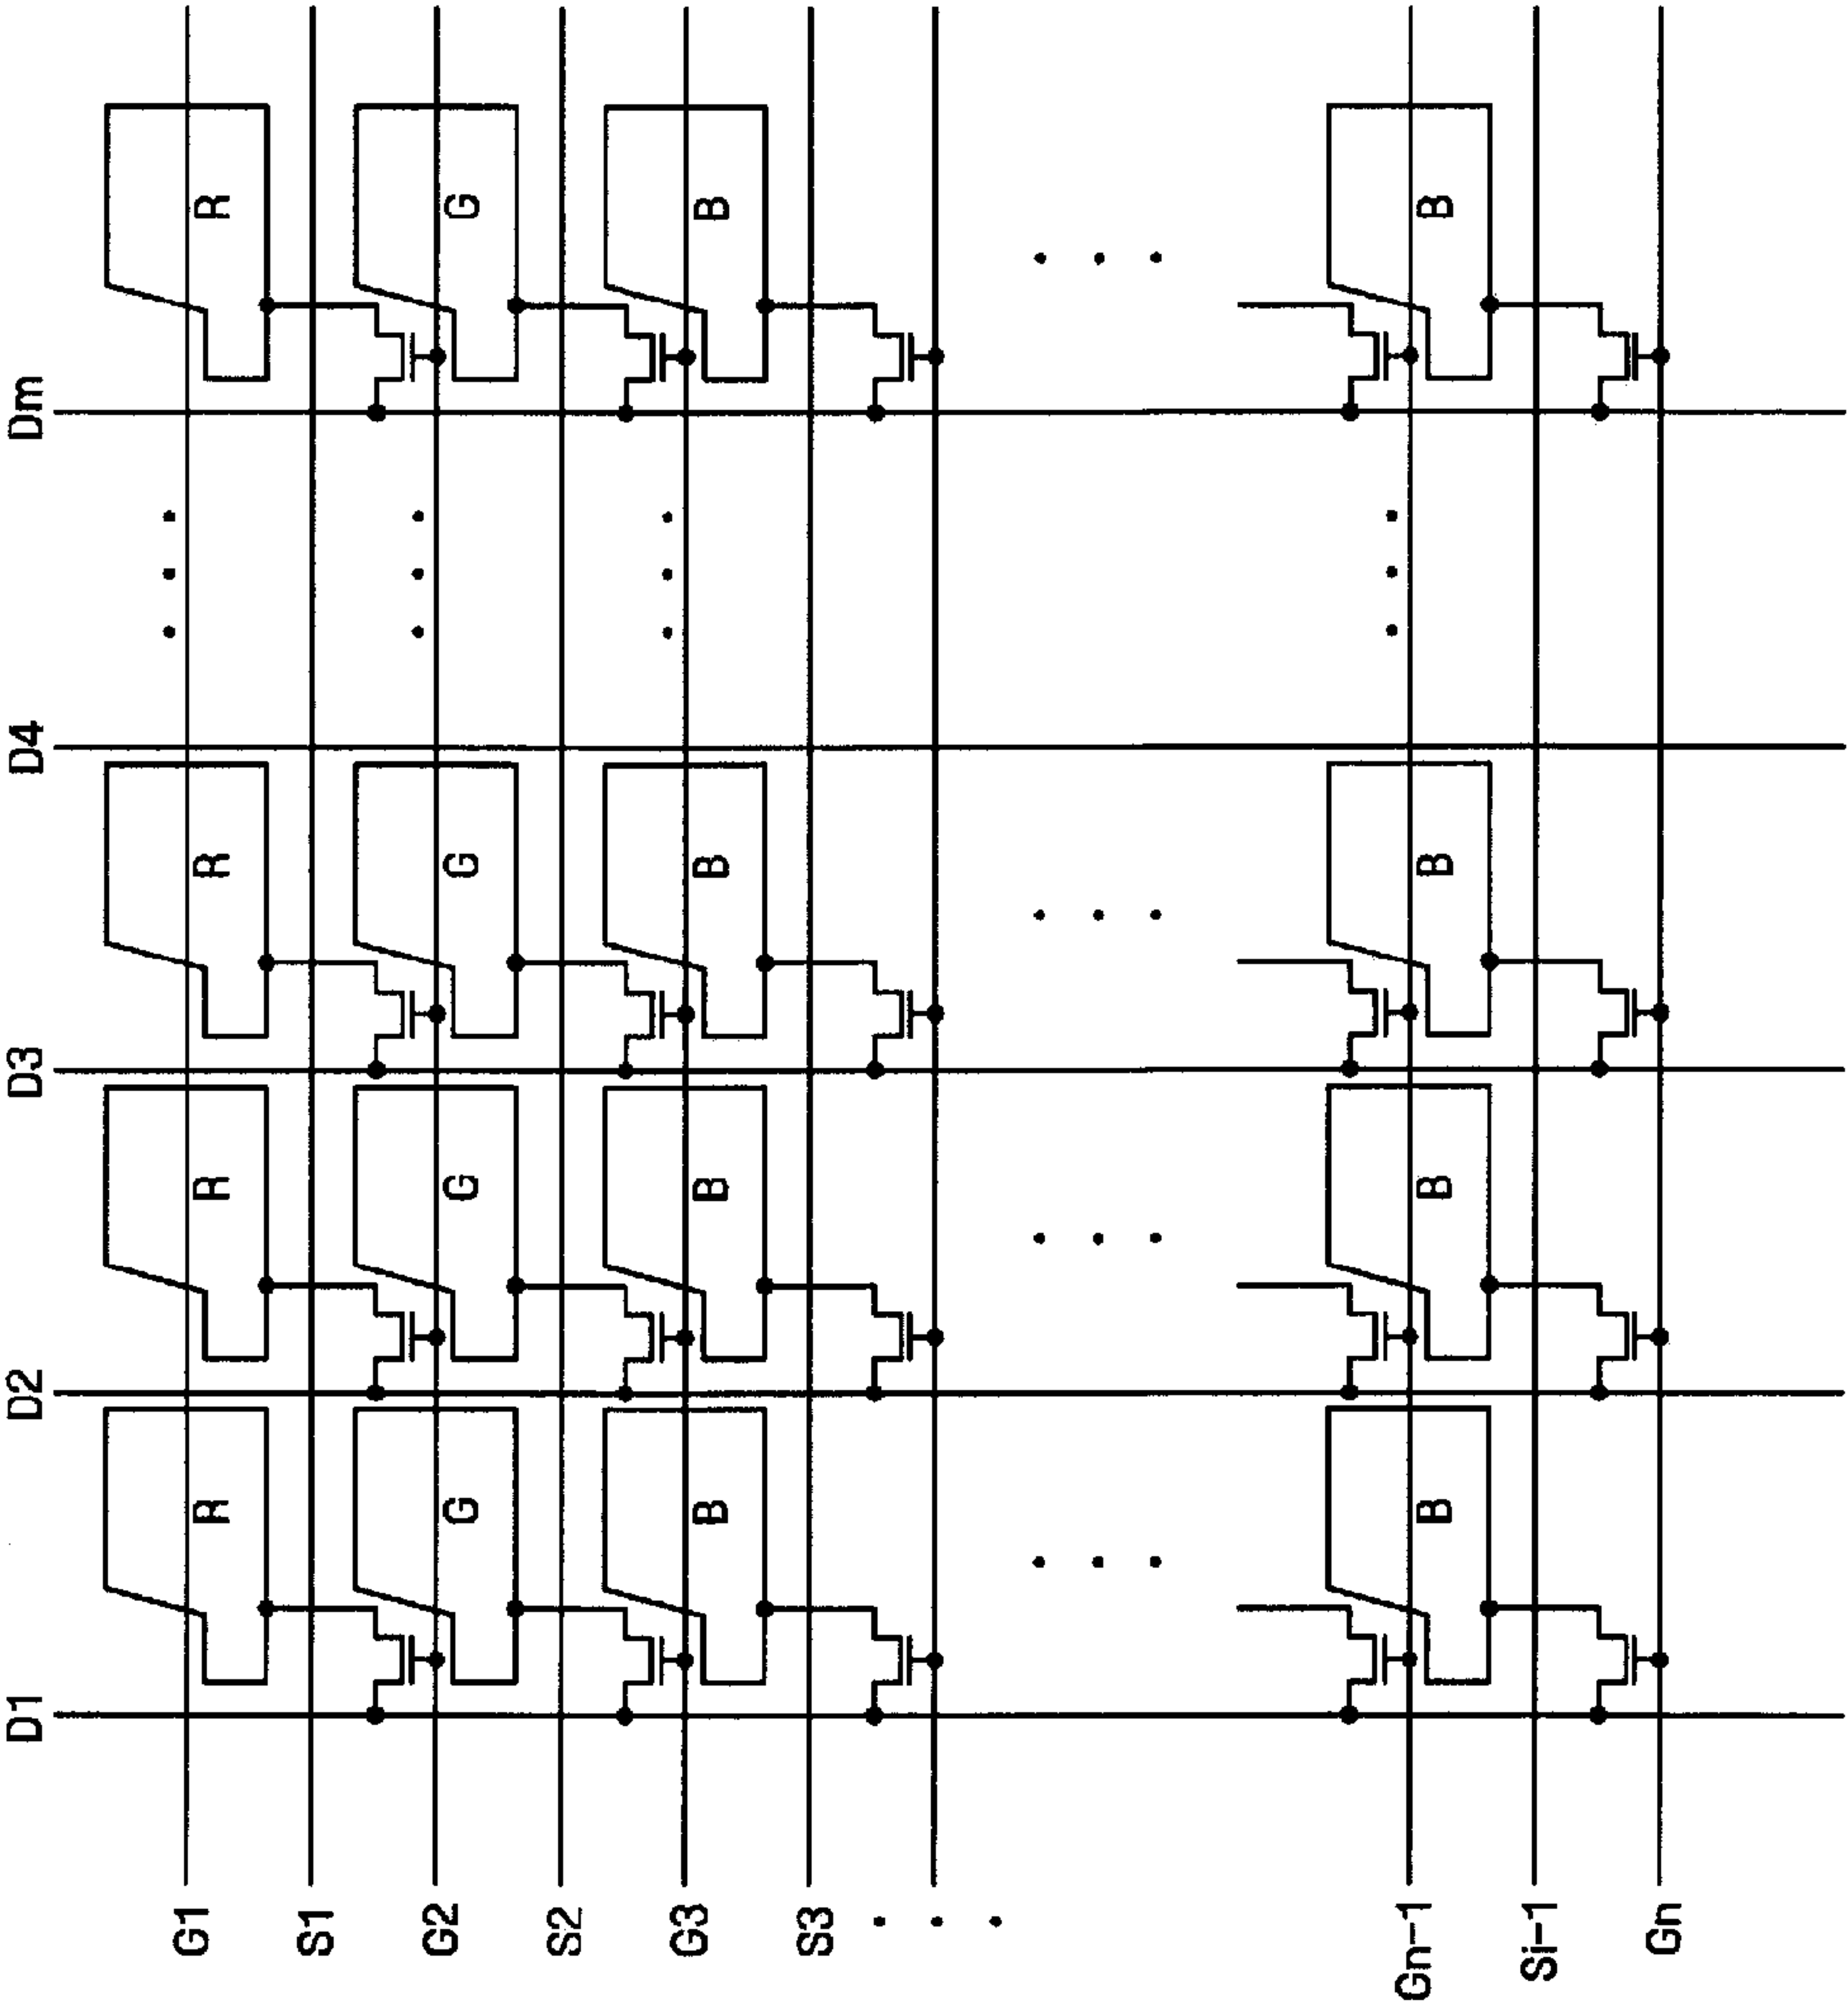 D1 D2 D3 D4 Dm
G1 R R R R
S1
G2 G G G G
S2
G3 B B B B
S3
Gn-1 B B B B
Si-1
Gn